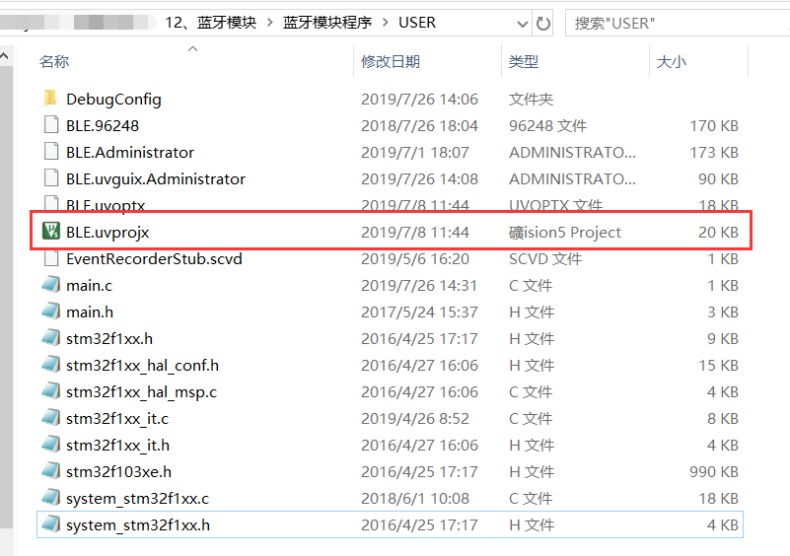 12、蓝牙模块 › 蓝牙模块程序 › USER 搜索"USER"
名称 修改日期 类型 大小
DebugConfig 2019/7/26 14:06 文件夹
BLE.96248 2018/7/26 18:04 96248 文件 170 KB
BLE.Administrator 2019/7/1 18:07 ADMINISTRATO... 173 KB
BLE.uvguix.Administrator 2019/7/26 14:08 ADMINISTRATO... 90 KB
BLE.uvoptx 2019/7/8 11:44 UVOPTX 文件 18 KB
BLE.uvprojx 2019/7/8 11:44 礦ision5 Project 20 KB
EventRecorderStub.scvd 2019/5/6 16:20 SCVD 文件 1 KB
main.c 2019/7/26 14:31 C 文件 1 KB
main.h 2017/5/24 15:37 H 文件 3 KB
stm32f1xx.h 2016/4/25 17:17 H 文件 9 KB
stm32f1xx_hal_conf.h 2016/4/27 16:06 H 文件 15 KB
stm32f1xx_hal_msp.c 2016/4/27 16:06 C 文件 4 KB
stm32f1xx_it.c 2019/4/26 8:52 C 文件 8 KB
stm32f1xx_it.h 2016/4/27 16:06 H 文件 4 KB
stm32f103xe.h 2016/4/25 17:17 H 文件 990 KB
system_stm32f1xx.c 2018/6/1 10:08 C 文件 18 KB
system_stm32f1xx.h 2016/4/25 17:17 H 文件 4 KB